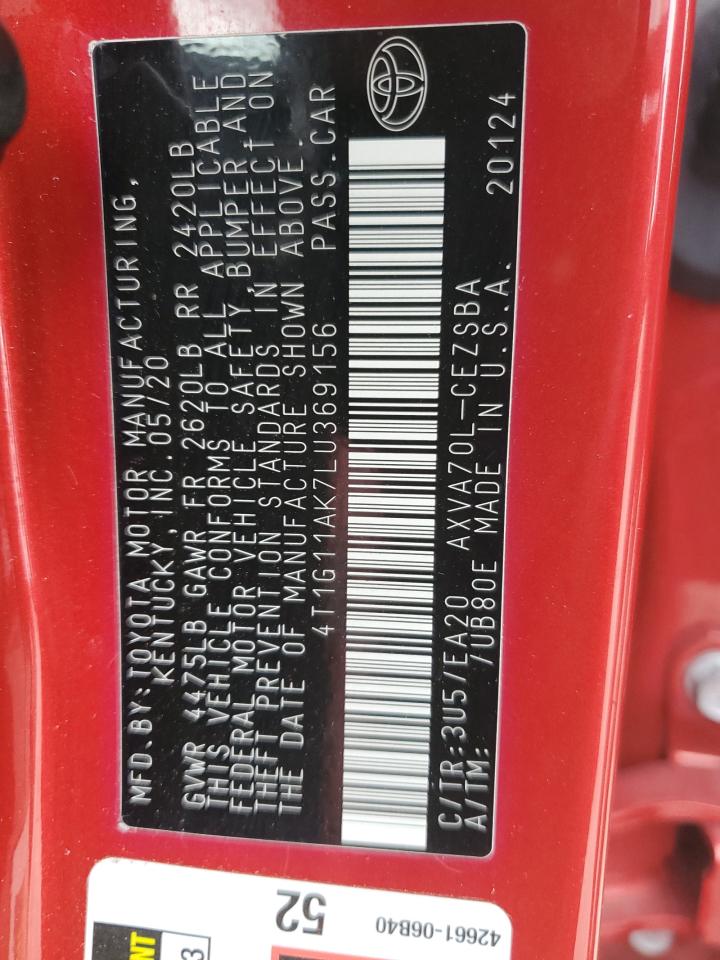 MFD.BY:TOYOTA MOTOR MANUFACTURING,
KENTUCKY,INC.05/20
GVWR 4475LB GAWR FR 2620LB RR 2420LB
THIS VEHICLE CONFORMS TO ALL APPLICABLE
FEDERAL MOTOR VEHICLE SAFETY,BUMPER,AND
THEFT PREVENTION STANDARDS IN EFFECT ON
THE DATE OF MANUFACTURE SHOWN ABOVE.
4T1G11AK7LU369156 PASS.CAR
C/TR:3U5/EA20 AXVA70L-CEZSBA 20124
A/TM: /UB80E MADE IN U.S.A.
52
42661-06B40
3